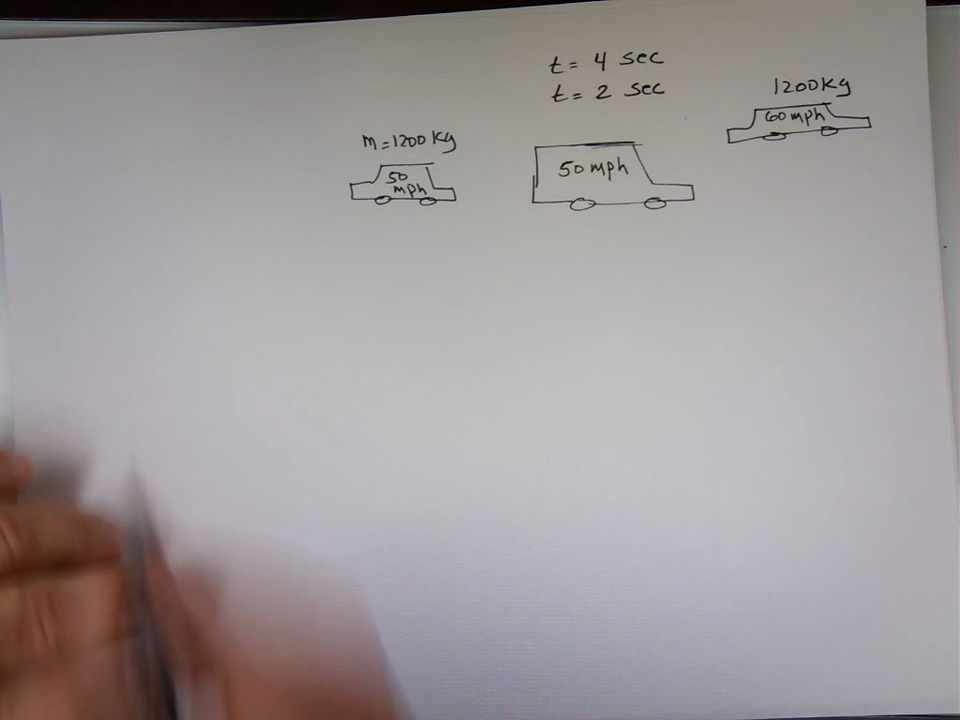 t = 4 sec
t = 2 sec
1200 Kg
60 mph
m = 1200 Kg
50
mph
50 mph